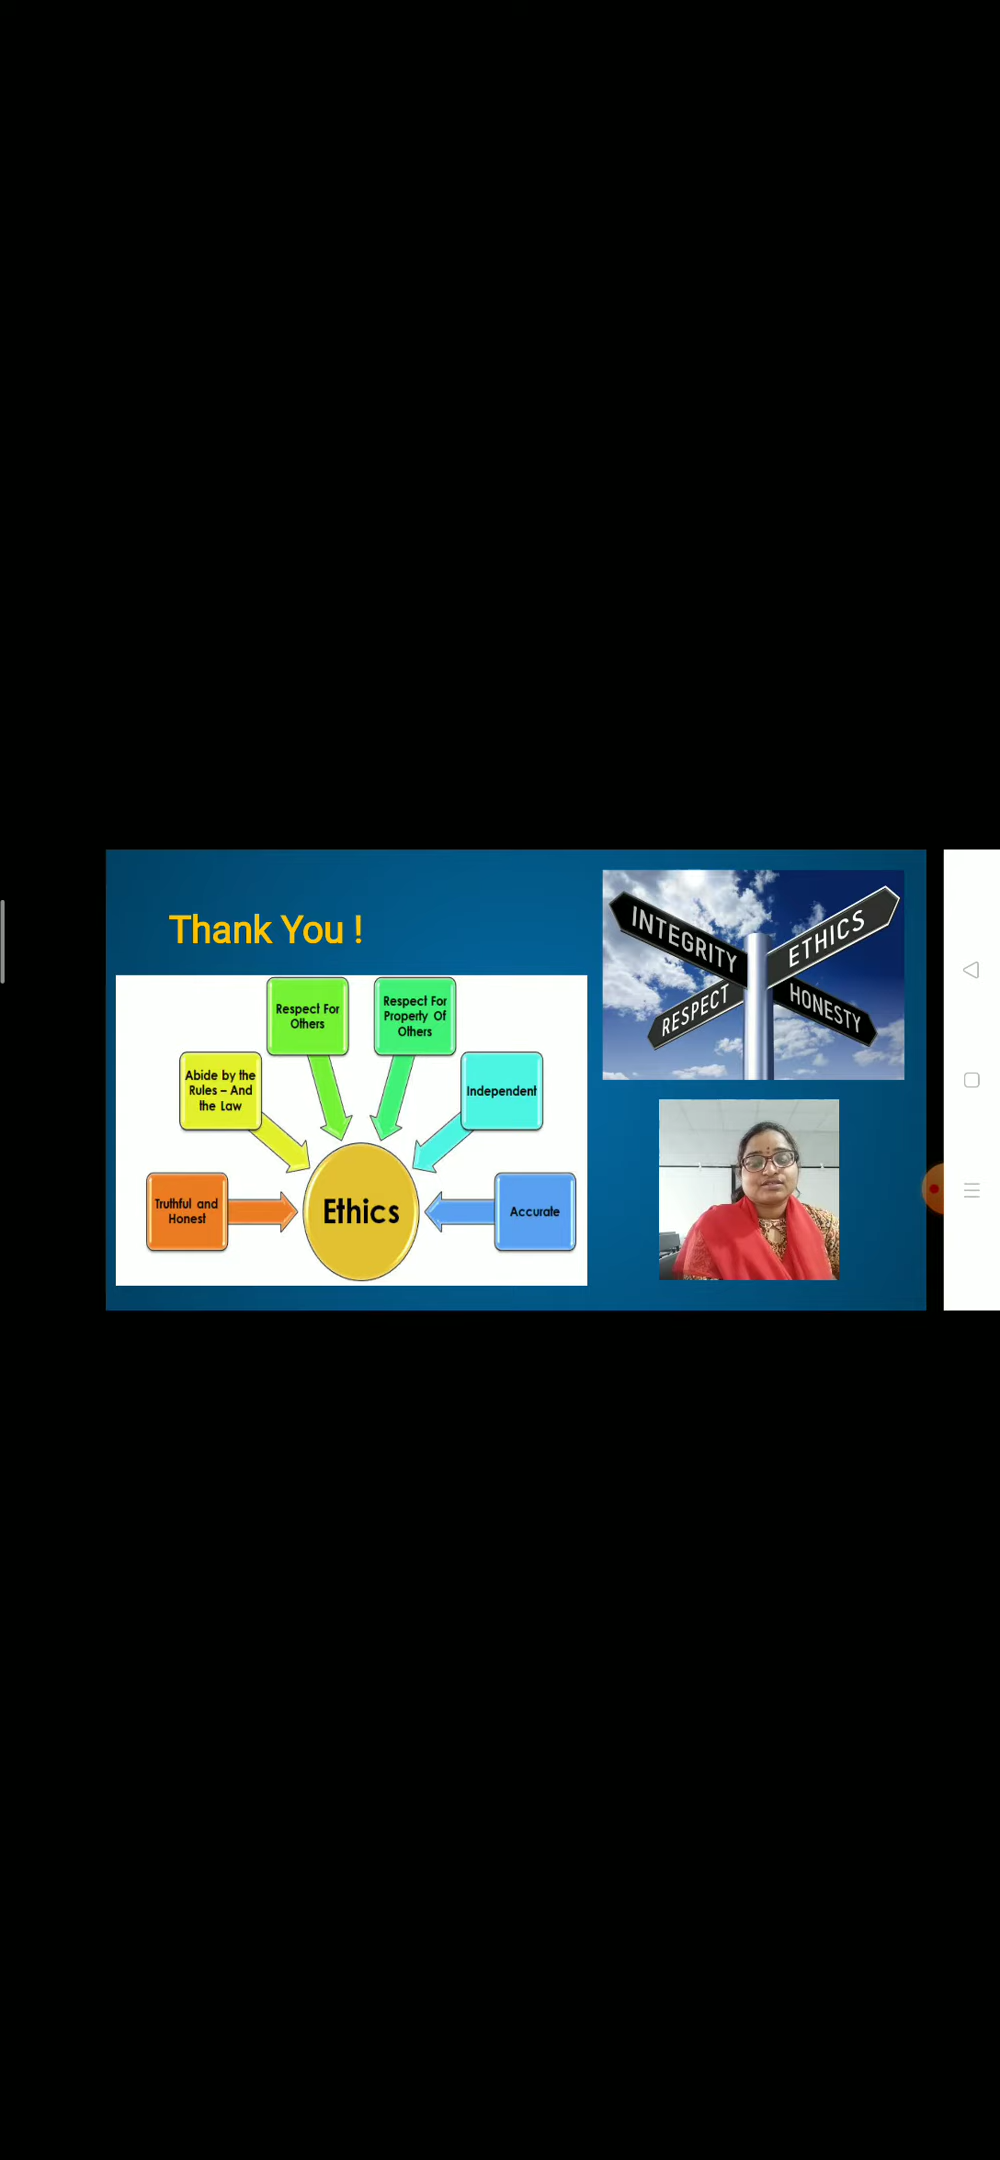 Thank You !
Respect For
Others
Respect For
Property Of
Others
Abide by the
Rules – And
the Law
Independent
Truthful and
Honest
Ethics
Accurate
INTEGRITY
ETHICS
RESPECT
HONESTY